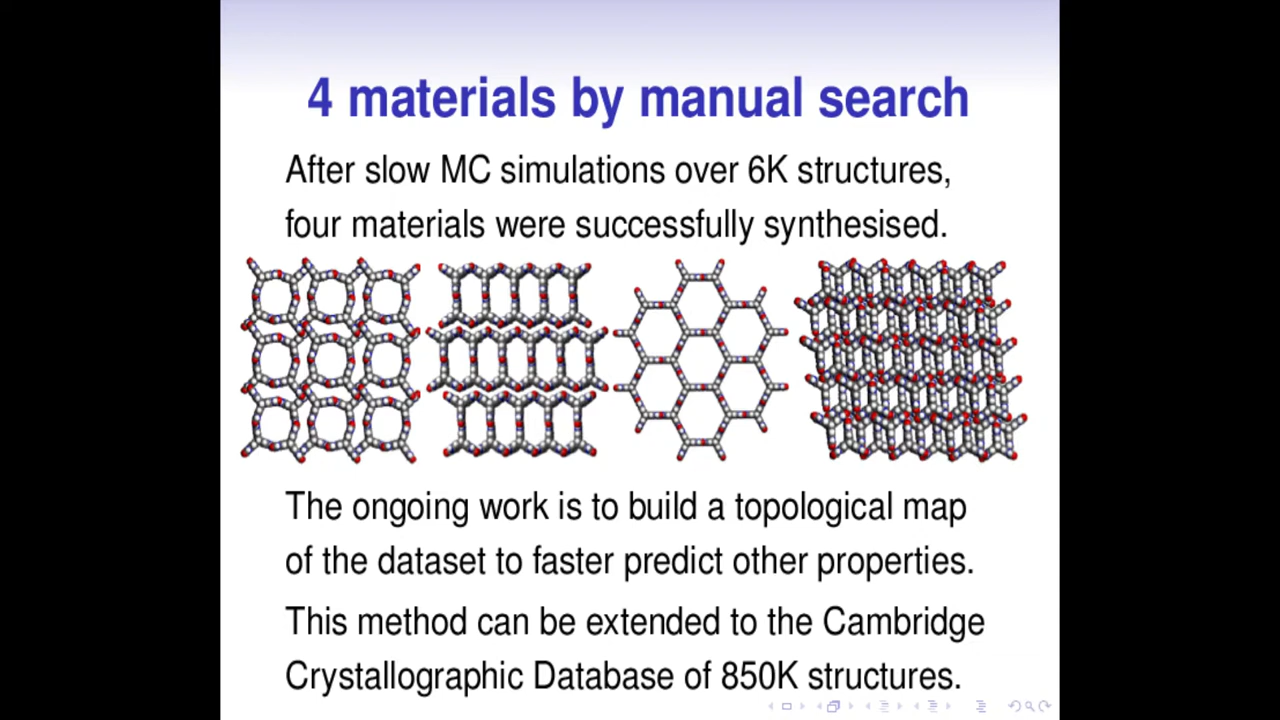 4 materials by manual search
After slow MC simulations over 6K structures,
four materials were successfully synthesised.
The ongoing work is to build a topological map
of the dataset to faster predict other properties.
This method can be extended to the Cambridge
Crystallographic Database of 850K structures.